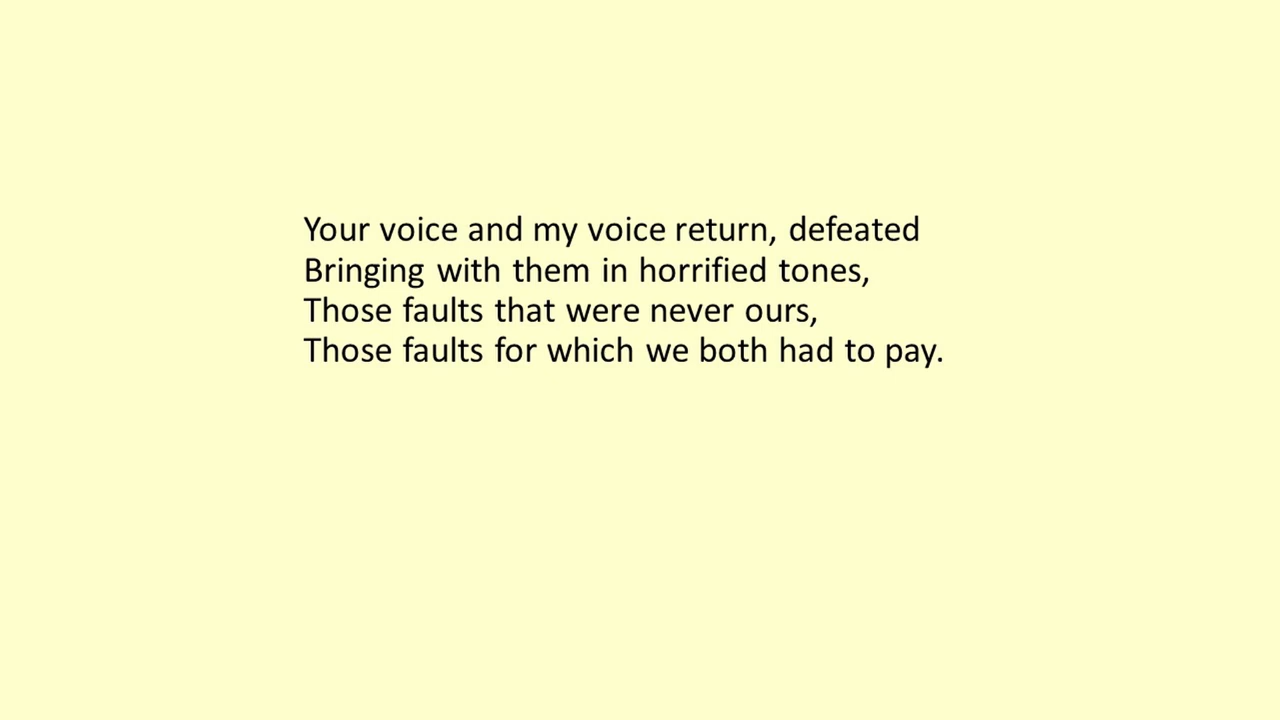 Your voice and my voice return, defeated
Bringing with them in horrified tones,
Those faults that were never ours,
Those faults for which we both had to pay.